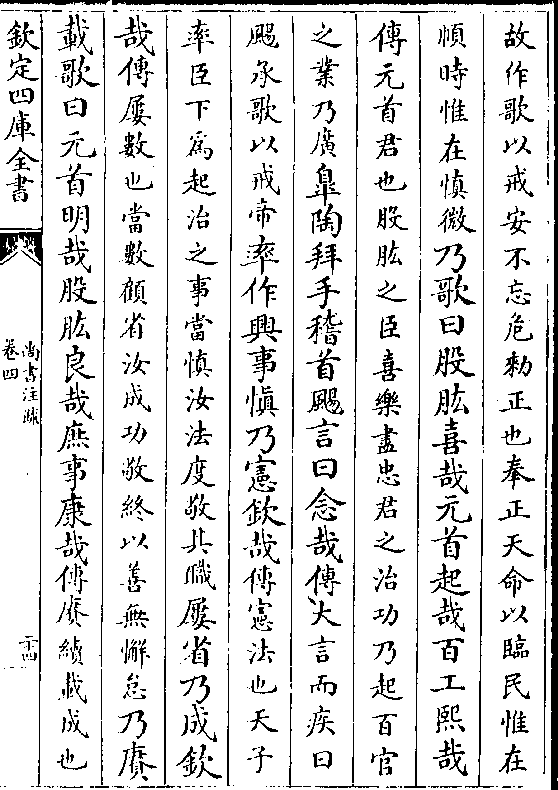 故作歌以戒安不忘危勑正也奉正天命以臨民惟在
順時惟在慎微乃歌曰股肱喜哉元首起哉百工熙哉
傳元首君也股肱之臣喜樂盡忠君之治功乃起百官
之業乃廣臯陶拜手稽首颺言曰念哉傳大言而疾曰
颺承歌以戒帝率作興事慎乃憲欽哉傳憲法也天子
率臣下為起治之事當慎汝法度敬其職屢省乃成欽
哉傳屢數也當數顧省汝成功敬終以善無懈怠乃賡
載歌曰元首明哉股肱良哉庶事康哉傳賡續載成也
欽定四庫全書
尚書注疏
卷四
二十四